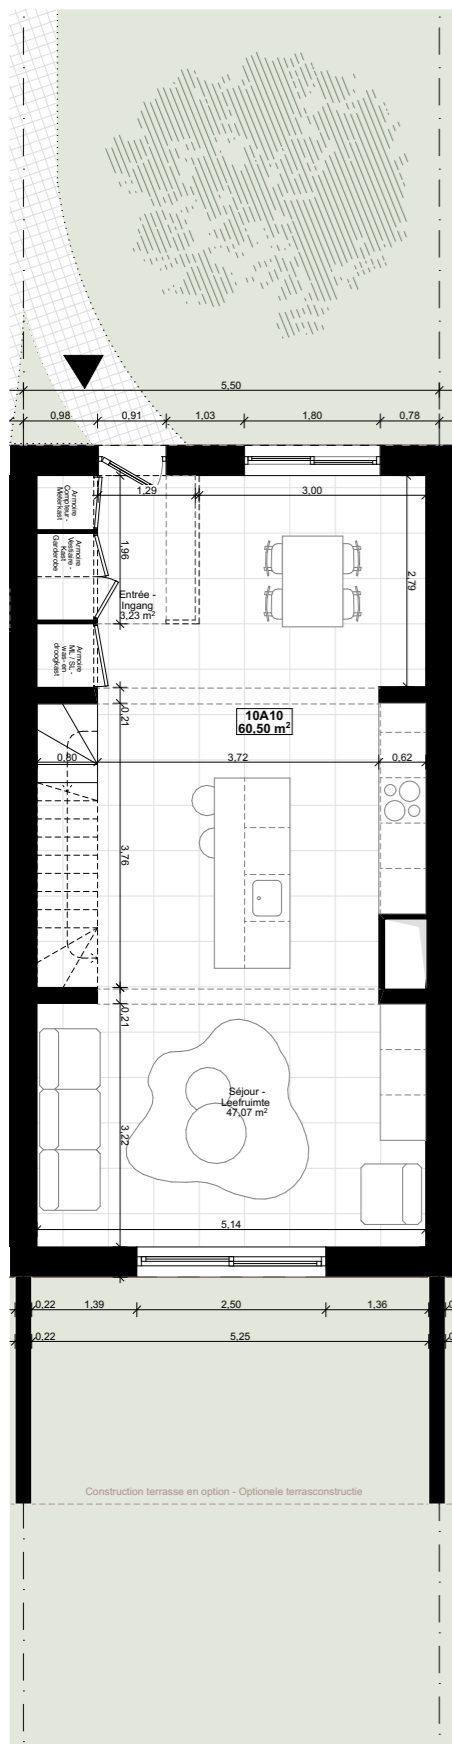 5,50
0,98
0,91
1,03
1,80
0,78
1,29
3,00
Armoire
Compteur -
Meterkast
Armoire
Vestiaire -
Kast
Garderobe
1,96
Entrée -
Ingang
3,23 m²
2,79
Armoire
ML / SL -
was- en
droogkast
0,21
10A10
60,50 m²
0,80
3,72
0,62
3,76
0,21
Séjour -
Leefruimte
47,07 m²
3,22
5,14
0,22
1,39
2,50
1,36
0,22
5,25
Construction terrasse en option - Optionele terrasconstructie